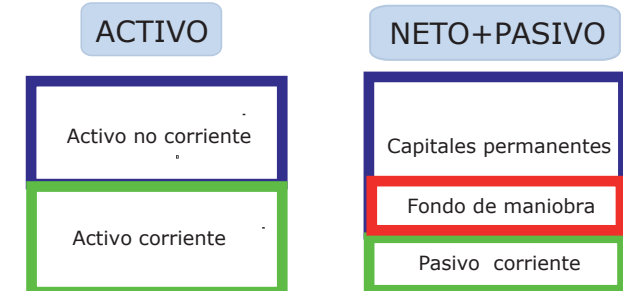 ACTIVO
NETO+PASIVO
Activo no corriente
Activo corriente
Capitales permanentes
Fondo de maniobra
Pasivo corriente